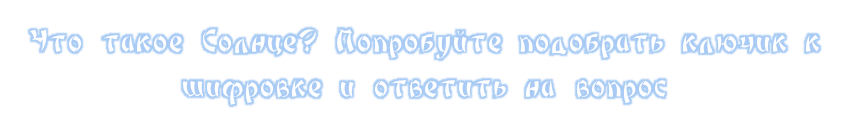 Что такое Солнце? Попробуйте подобрать ключик к
шифровке и ответить на вопрос